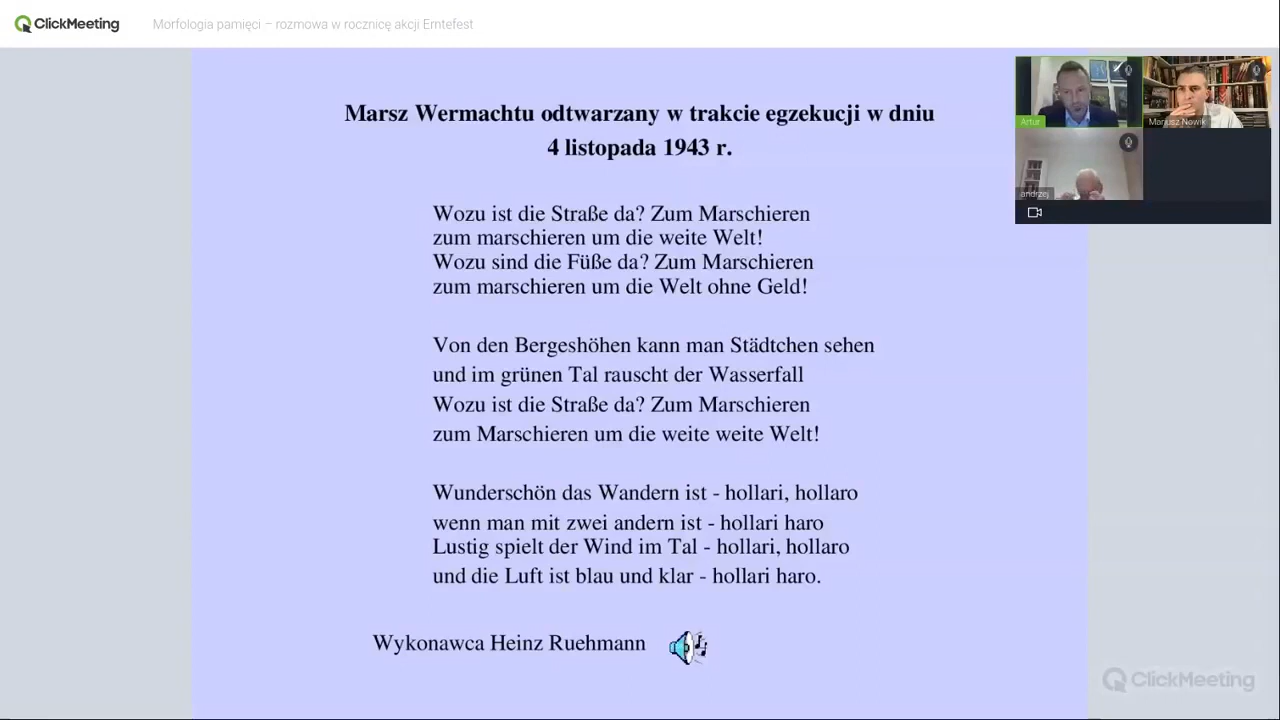 ClickMeeting
Morfologia pamięci – rozmowa w rocznicę akcji Erntefest
Marsz Wermachtu odtwarzany w trakcie egzekucji w dniu
4 listopada 1943 r.
Wozu ist die Straße da? Zum Marschieren
zum marschieren um die weite Welt!
Wozu sind die Füße da? Zum Marschieren
zum marschieren um die Welt ohne Geld!
Von den Bergeshöhen kann man Städtchen sehen
und im grünen Tal rauscht der Wasserfall
Wozu ist die Straße da? Zum Marschieren
zum Marschieren um die weite weite Welt!
Wunderschön das Wandern ist - hollari, hollaro
wenn man mit zwei andern ist - hollari haro
Lustig spielt der Wind im Tal - hollari, hollaro
und die Luft ist blau und klar - hollari haro.
Wykonawca Heinz Ruehmann
Artur
Mariusz Nowik
andrzej
ClickMeeting